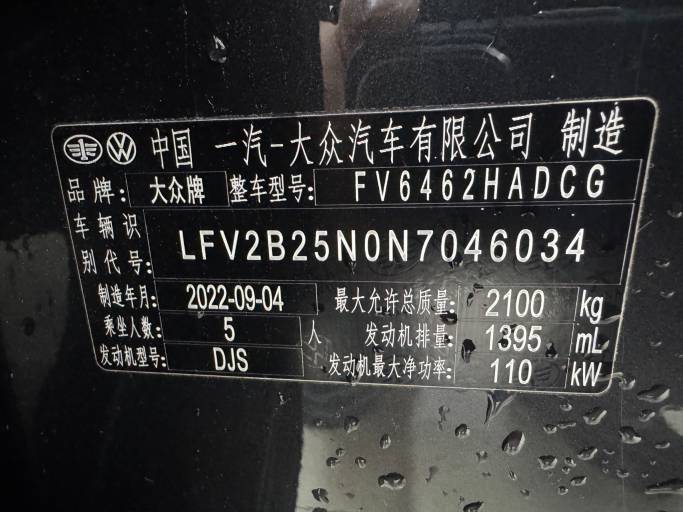 中国 一汽-大众汽车有限公司 制造
品牌: 大众牌 整车型号: FV6462HADCG
车辆识别代号: LFV2B25N0N7046034
制造年月: 2022-09-04 最大允许总质量: 2100 kg
乘坐人数: 5 人 发动机排量: 1395 mL
发动机型号: DJS 发动机最大净功率: 110 kW